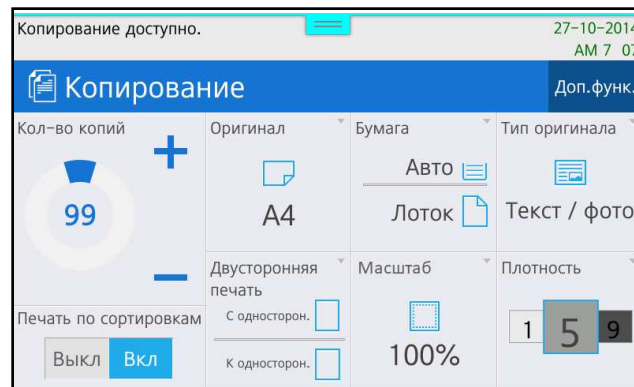 Копирование доступно.
27-10-2014
AM 7 07
Копирование
Доп.функ.
Кол-во копий
99
Оригинал
A4
Бумага
Авто
Лоток
Тип оригинала
Текст / фото
Печать по сортировкам
Выкл Вкл
Двусторонняя
печать
С односторон.
К односторон.
Масштаб
100%
Плотность
1 5 9